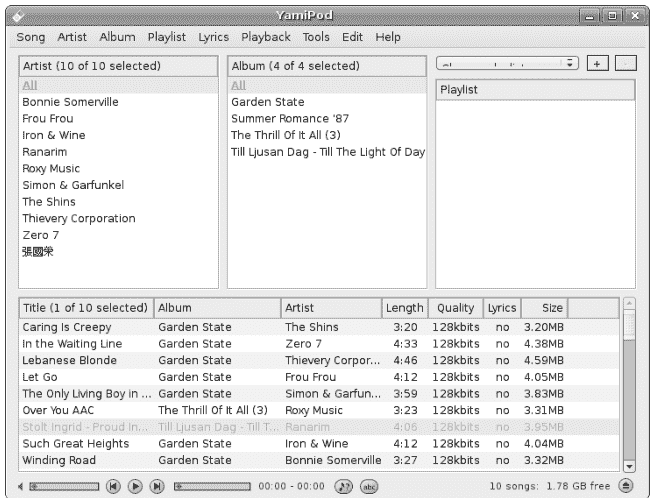 YamiPod
Song Artist Album Playlist Lyrics Playback Tools Edit Help
Artist (10 of 10 selected)
All
Bonnie Somerville
Frou Frou
Iron & Wine
Ranarim
Roxy Music
Simon & Garfunkel
The Shins
Thievery Corporation
Zero 7
張國榮
Album (4 of 4 selected)
All
Garden State
Summer Romance '87
The Thrill Of It All (3)
Till Ljusan Dag - Till The Light Of Day
+
-
Playlist
Title (1 of 10 selected) Album Artist Length Quality Lyrics Size
Caring Is Creepy Garden State The Shins 3:20 128kbits no 3.20MB
In the Waiting Line Garden State Zero 7 4:33 128kbits no 4.38MB
Lebanese Blonde Garden State Thievery Corpor... 4:46 128kbits no 4.59MB
Let Go Garden State Frou Frou 4:12 128kbits no 4.05MB
The Only Living Boy in ... Garden State Simon & Garfun... 3:59 128kbits no 3.83MB
Over You AAC The Thrill Of It All (3) Roxy Music 3:23 128kbits no 3.31MB
Stolt Ingrid - Proud In... Till Ljusan Dag - Till T... Ranarim 4:06 128kbits no 3.95MB
Such Great Heights Garden State Iron & Wine 4:12 128kbits no 4.04MB
Winding Road Garden State Bonnie Somerville 3:27 128kbits no 3.32MB
00:00 - 00:00 abc 10 songs: 1.78 GB free